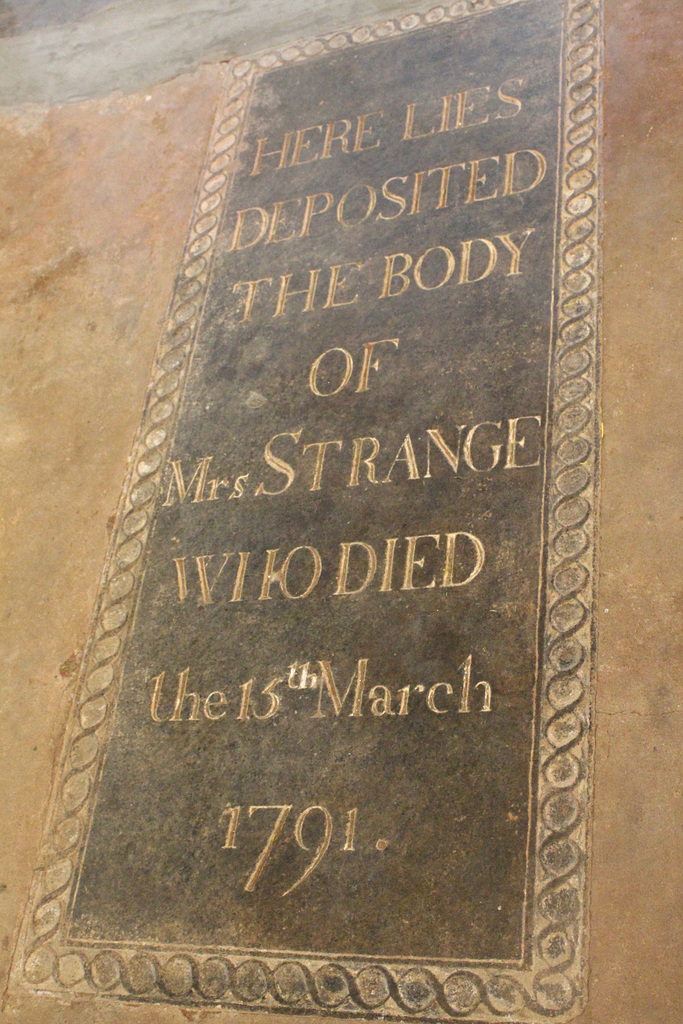 HERE LIES
DEPOSITED
THE BODY
OF
Mrs STRANGE
WHO DIED
the 15th March
1791.